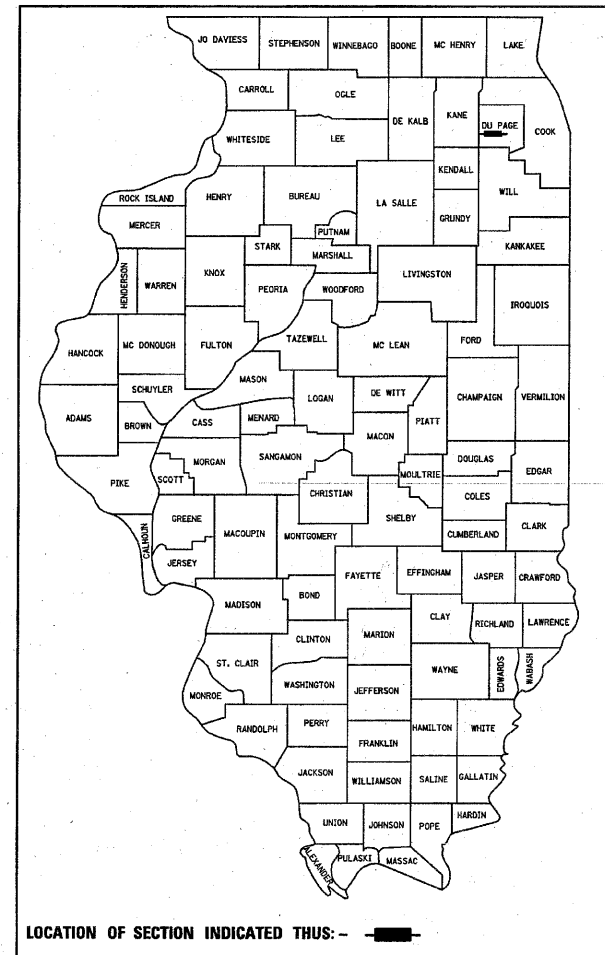 JO DAVIESS
STEPHENSON
WINNEBAGO
BOONE
MC HENRY
LAKE
CARROLL
OGLE
DE KALB
KANE
DU PAGE
COOK
WHITESIDE
LEE
KENDALL
WILL
ROCK ISLAND
HENRY
BUREAU
LA SALLE
GRUNDY
MERCER
PUTNAM
STARK
MARSHALL
KANKAKEE
HENDERSON
WARREN
KNOX
PEORIA
WOODFORD
LIVINGSTON
IROQUOIS
HANCOCK
MC DONOUGH
FULTON
TAZEWELL
MC LEAN
FORD
SCHUYLER
MASON
LOGAN
DE WITT
CHAMPAIGN
VERMILION
ADAMS
BROWN
CASS
MENARD
MACON
PIATT
PIKE
SCOTT
MORGAN
SANGAMON
CHRISTIAN
MOULTRIE
DOUGLAS
EDGAR
COLES
CALHOUN
GREENE
MACOUPIN
MONTGOMERY
SHELBY
CUMBERLAND
CLARK
JERSEY
FAYETTE
EFFINGHAM
JASPER
CRAWFORD
MADISON
BOND
CLAY
RICHLAND
LAWRENCE
CLINTON
MARION
ST. CLAIR
WAYNE
EDWARDS
WABASH
MONROE
WASHINGTON
JEFFERSON
RANDOLPH
PERRY
HAMILTON
WHITE
FRANKLIN
JACKSON
WILLIAMSON
SALINE
GALLATIN
UNION
JOHNSON
POPE
HARDIN
ALEXANDER
PULASKI
MASSAC
LOCATION OF SECTION INDICATED THUS: -